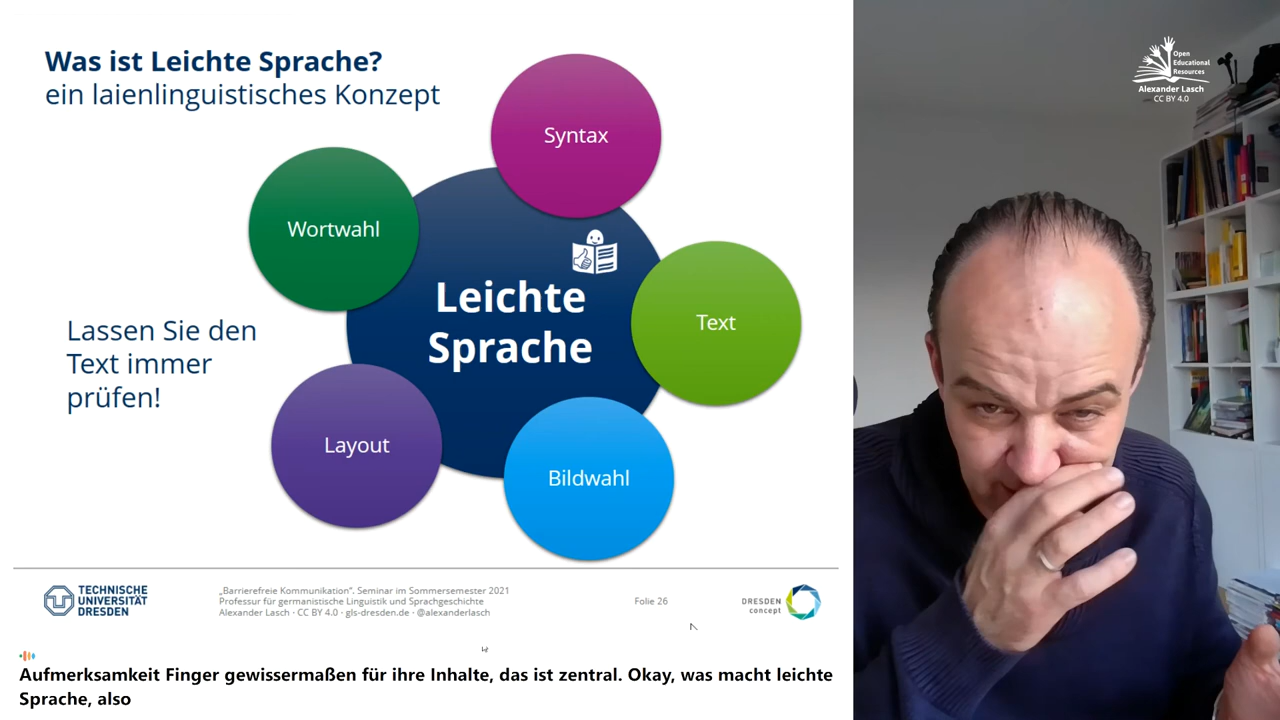 Was ist Leichte Sprache?
ein laienlinguistisches Konzept
Syntax
Wortwahl
Leichte
Sprache
Text
Lassen Sie den
Text immer
prüfen!
Layout
Bildwahl
TECHNISCHE
UNIVERSITÄT
DRESDEN
„Barrierefreie Kommunikation“. Seminar im Sommersemester 2021
Professur für germanistische Linguistik und Sprachgeschichte
Alexander Lasch · CC BY 4.0 · gls-dresden.de · @alexanderlasch
Folie 26
DRESDEN
concept
Aufmerksamkeit Finger gewissermaßen für ihre Inhalte, das ist zentral. Okay, was macht leichte
Sprache, also
Open
Educational
Resources
Alexander Lasch
CC BY 4.0